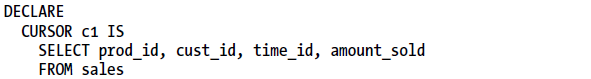 DECLARE
  CURSOR c1 IS
    SELECT prod_id, cust_id, time_id, amount_sold
    FROM sales